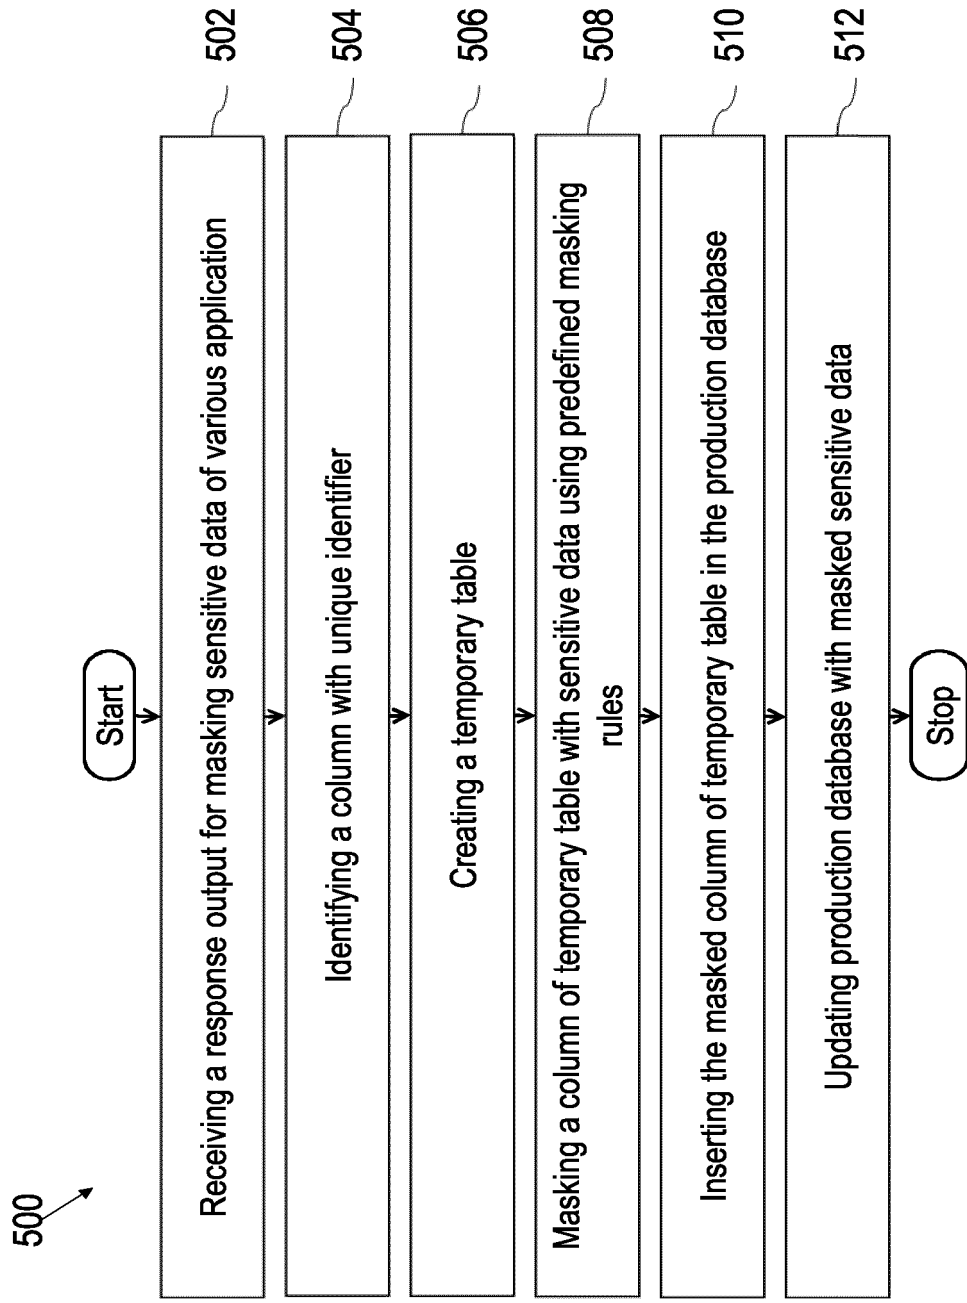 500
Start
Receiving a response output for masking sensitive data of various application
502
Identifying a column with unique identifier
504
Creating a temporary table
506
Masking a column of temporary table with sensitive data using predefined masking
rules
508
Inserting the masked column of temporary table in the production database
510
Updating production database with masked sensitive data
512
Stop